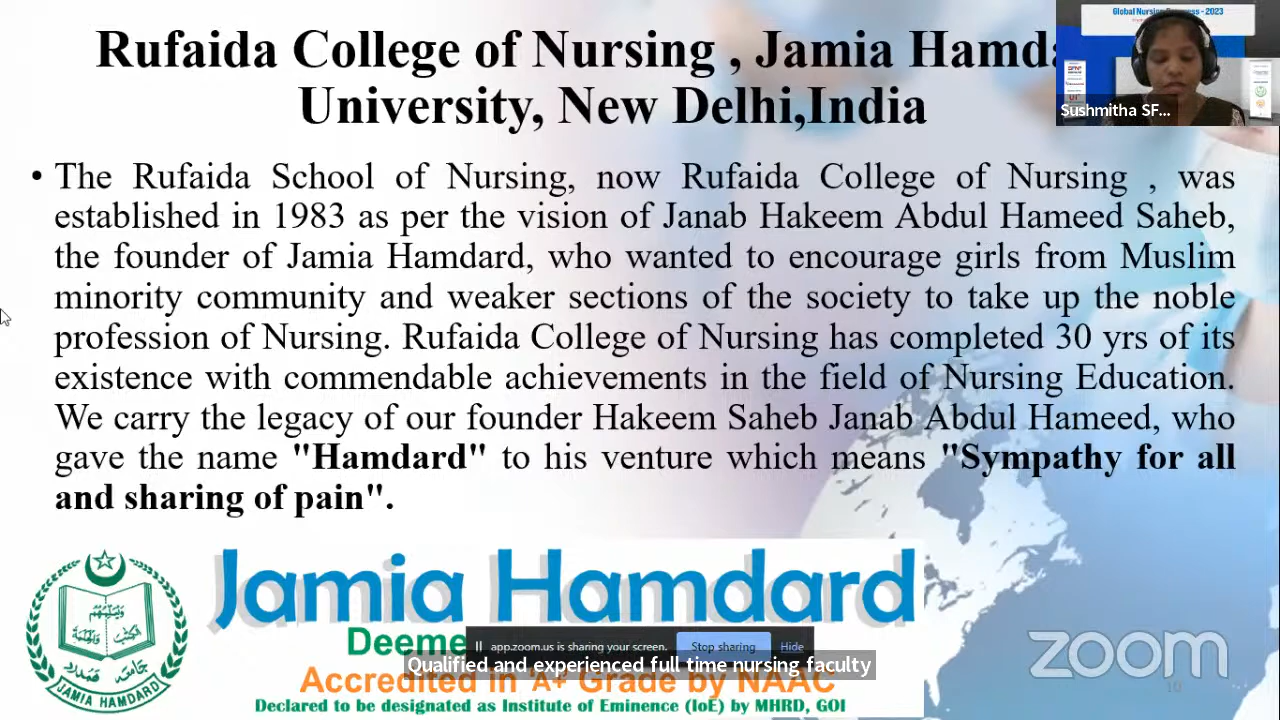 Rufaida College of Nursing , Jamia Hamda
University, New Delhi,India
Global Nursing
- 2023
Sushmitha SF...
• The Rufaida School of Nursing, now Rufaida College of Nursing , was
established in 1983 as per the vision of Janab Hakeem Abdul Hameed Saheb,
the founder of Jamia Hamdard, who wanted to encourage girls from Muslim
minority community and weaker sections of the society to take up the noble
profession of Nursing. Rufaida College of Nursing has completed 30 yrs of its
existence with commendable achievements in the field of Nursing Education.
We carry the legacy of our founder Hakeem Saheb Janab Abdul Hameed, who
gave the name "Hamdard" to his venture which means "Sympathy for all
and sharing of pain".
Jamia Hamdard
Deeme
app.zoom.us is sharing your screen.
Stop sharing
Hide
Qualified and experienced full time nursing faculty
Accredited in 'A+' Grade by NAAC
Declared to be designated as Institute of Eminence (IoE) by MHRD, GOI
JAMIA HAMDARD
zoom
10